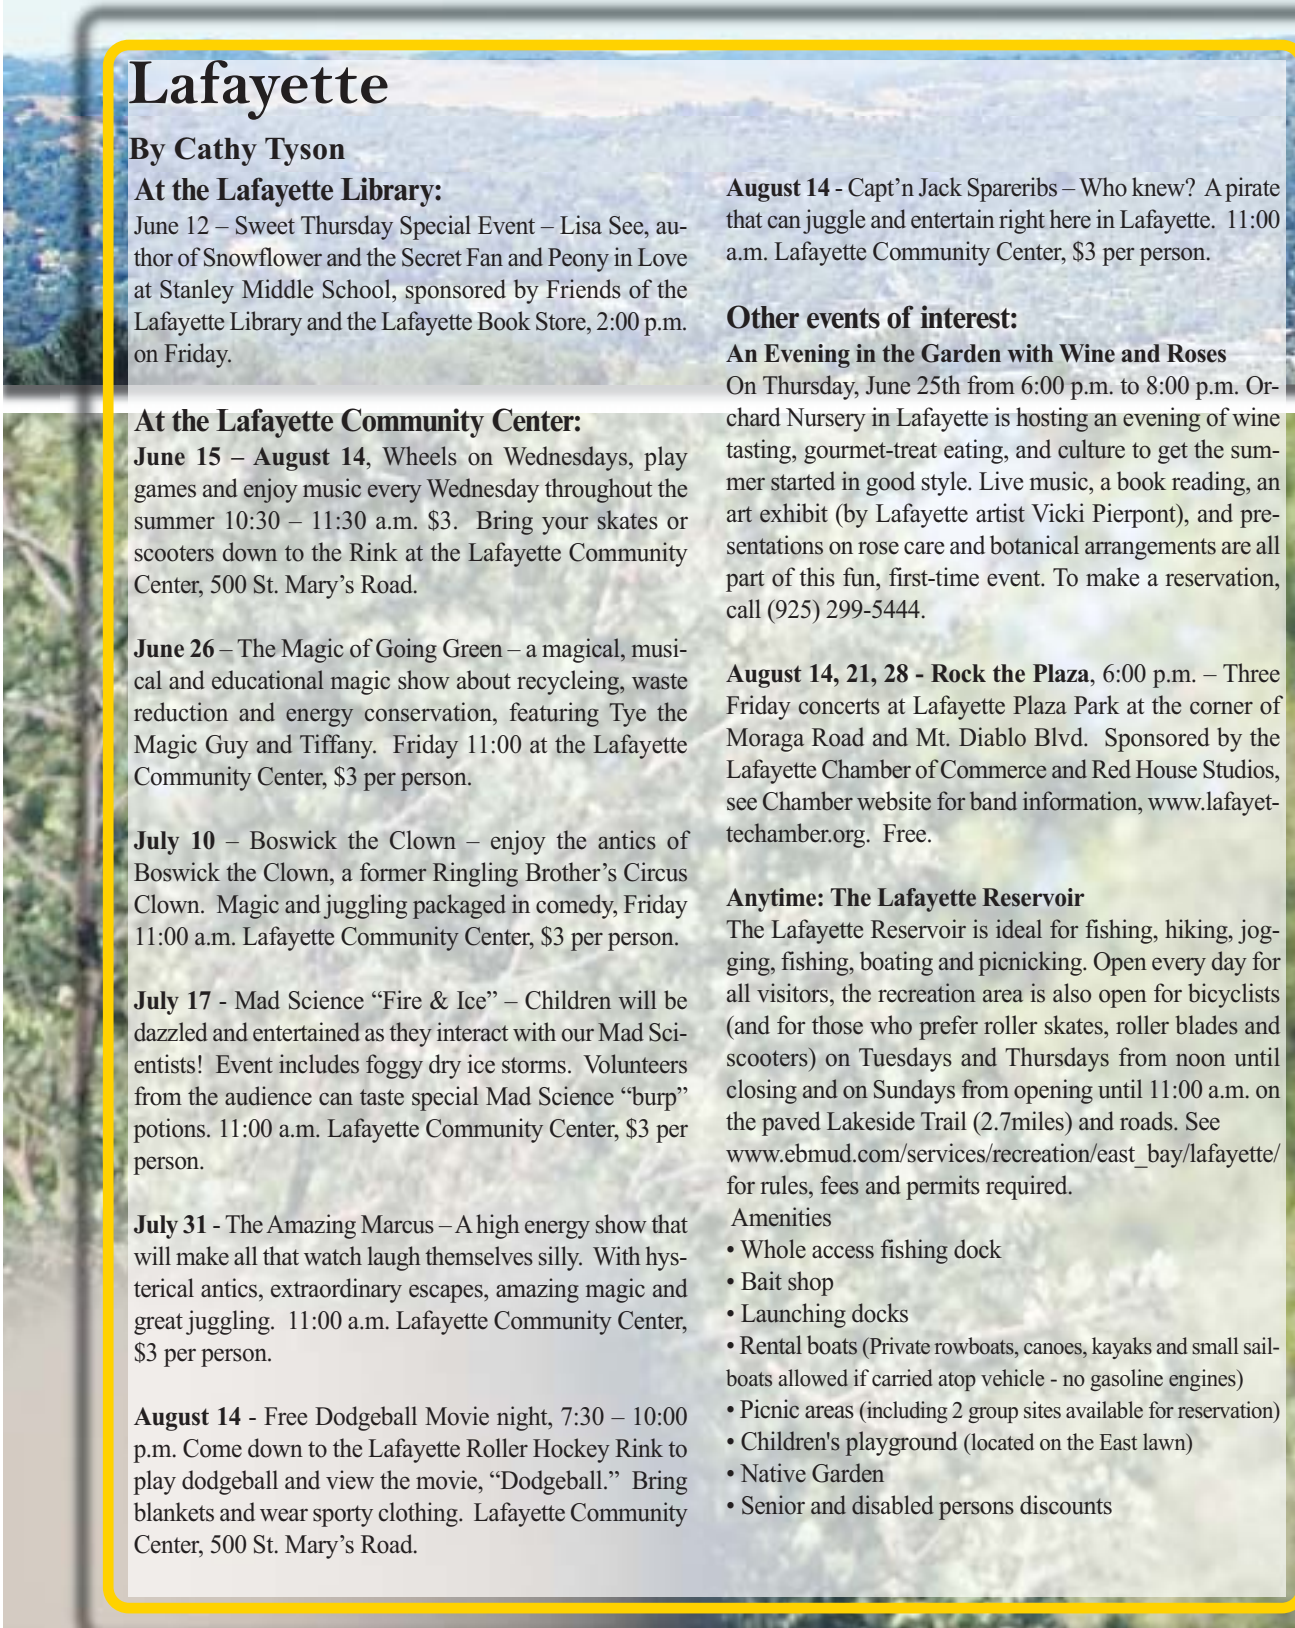 Lafayette
By Cathy Tyson
At the Lafayette Library:
June 12 – Sweet Thursday Special Event – Lisa See, au-
thor of Snowflower and the Secret Fan and Peony in Love
at Stanley Middle School, sponsored by Friends of the
Lafayette Library and the Lafayette Book Store, 2:00 p.m.
on Friday.
At the Lafayette Community Center:
June 15 – August 14, Wheels on Wednesdays, play
games and enjoy music every Wednesday throughout the
summer 10:30 – 11:30 a.m. $3. Bring your skates or
scooters down to the Rink at the Lafayette Community
Center, 500 St. Mary’s Road.
June 26 – The Magic of Going Green – a magical, musi-
cal and educational magic show about recycleing, waste
reduction and energy conservation, featuring Tye the
Magic Guy and Tiffany. Friday 11:00 at the Lafayette
Community Center, $3 per person.
July 10 – Boswick the Clown – enjoy the antics of
Boswick the Clown, a former Ringling Brother’s Circus
Clown. Magic and juggling packaged in comedy, Friday
11:00 a.m. Lafayette Community Center, $3 per person.
July 17 - Mad Science “Fire & Ice” – Children will be
dazzled and entertained as they interact with our Mad Sci-
entists! Event includes foggy dry ice storms. Volunteers
from the audience can taste special Mad Science “burp”
potions. 11:00 a.m. Lafayette Community Center, $3 per
person.
July 31 - The Amazing Marcus – A high energy show that
will make all that watch laugh themselves silly. With hys-
terical antics, extraordinary escapes, amazing magic and
great juggling. 11:00 a.m. Lafayette Community Center,
$3 per person.
August 14 - Free Dodgeball Movie night, 7:30 – 10:00
p.m. Come down to the Lafayette Roller Hockey Rink to
play dodgeball and view the movie, “Dodgeball.” Bring
blankets and wear sporty clothing. Lafayette Community
Center, 500 St. Mary’s Road.
August 14 - Capt’n Jack Spareribs – Who knew? A pirate
that can juggle and entertain right here in Lafayette. 11:00
a.m. Lafayette Community Center, $3 per person.
Other events of interest:
An Evening in the Garden with Wine and Roses
On Thursday, June 25th from 6:00 p.m. to 8:00 p.m. Or-
chard Nursery in Lafayette is hosting an evening of wine
tasting, gourmet-treat eating, and culture to get the sum-
mer started in good style. Live music, a book reading, an
art exhibit (by Lafayette artist Vicki Pierpont), and pre-
sentations on rose care and botanical arrangements are all
part of this fun, first-time event. To make a reservation,
call (925) 299-5444.
August 14, 21, 28 - Rock the Plaza, 6:00 p.m. – Three
Friday concerts at Lafayette Plaza Park at the corner of
Moraga Road and Mt. Diablo Blvd. Sponsored by the
Lafayette Chamber of Commerce and Red House Studios,
see Chamber website for band information, www.lafayet-
techamber.org. Free.
Anytime: The Lafayette Reservoir
The Lafayette Reservoir is ideal for fishing, hiking, jog-
ging, fishing, boating and picnicking. Open every day for
all visitors, the recreation area is also open for bicyclists
(and for those who prefer roller skates, roller blades and
scooters) on Tuesdays and Thursdays from noon until
closing and on Sundays from opening until 11:00 a.m. on
the paved Lakeside Trail (2.7miles) and roads. See
www.ebmud.com/services/recreation/east_bay/lafayette/
for rules, fees and permits required.
Amenities
• Whole access fishing dock
• Bait shop
• Launching docks
• Rental boats (Private rowboats, canoes, kayaks and small sail-
boats allowed if carried atop vehicle - no gasoline engines)
• Picnic areas (including 2 group sites available for reservation)
• Children's playground (located on the East lawn)
• Native Garden
• Senior and disabled persons discounts